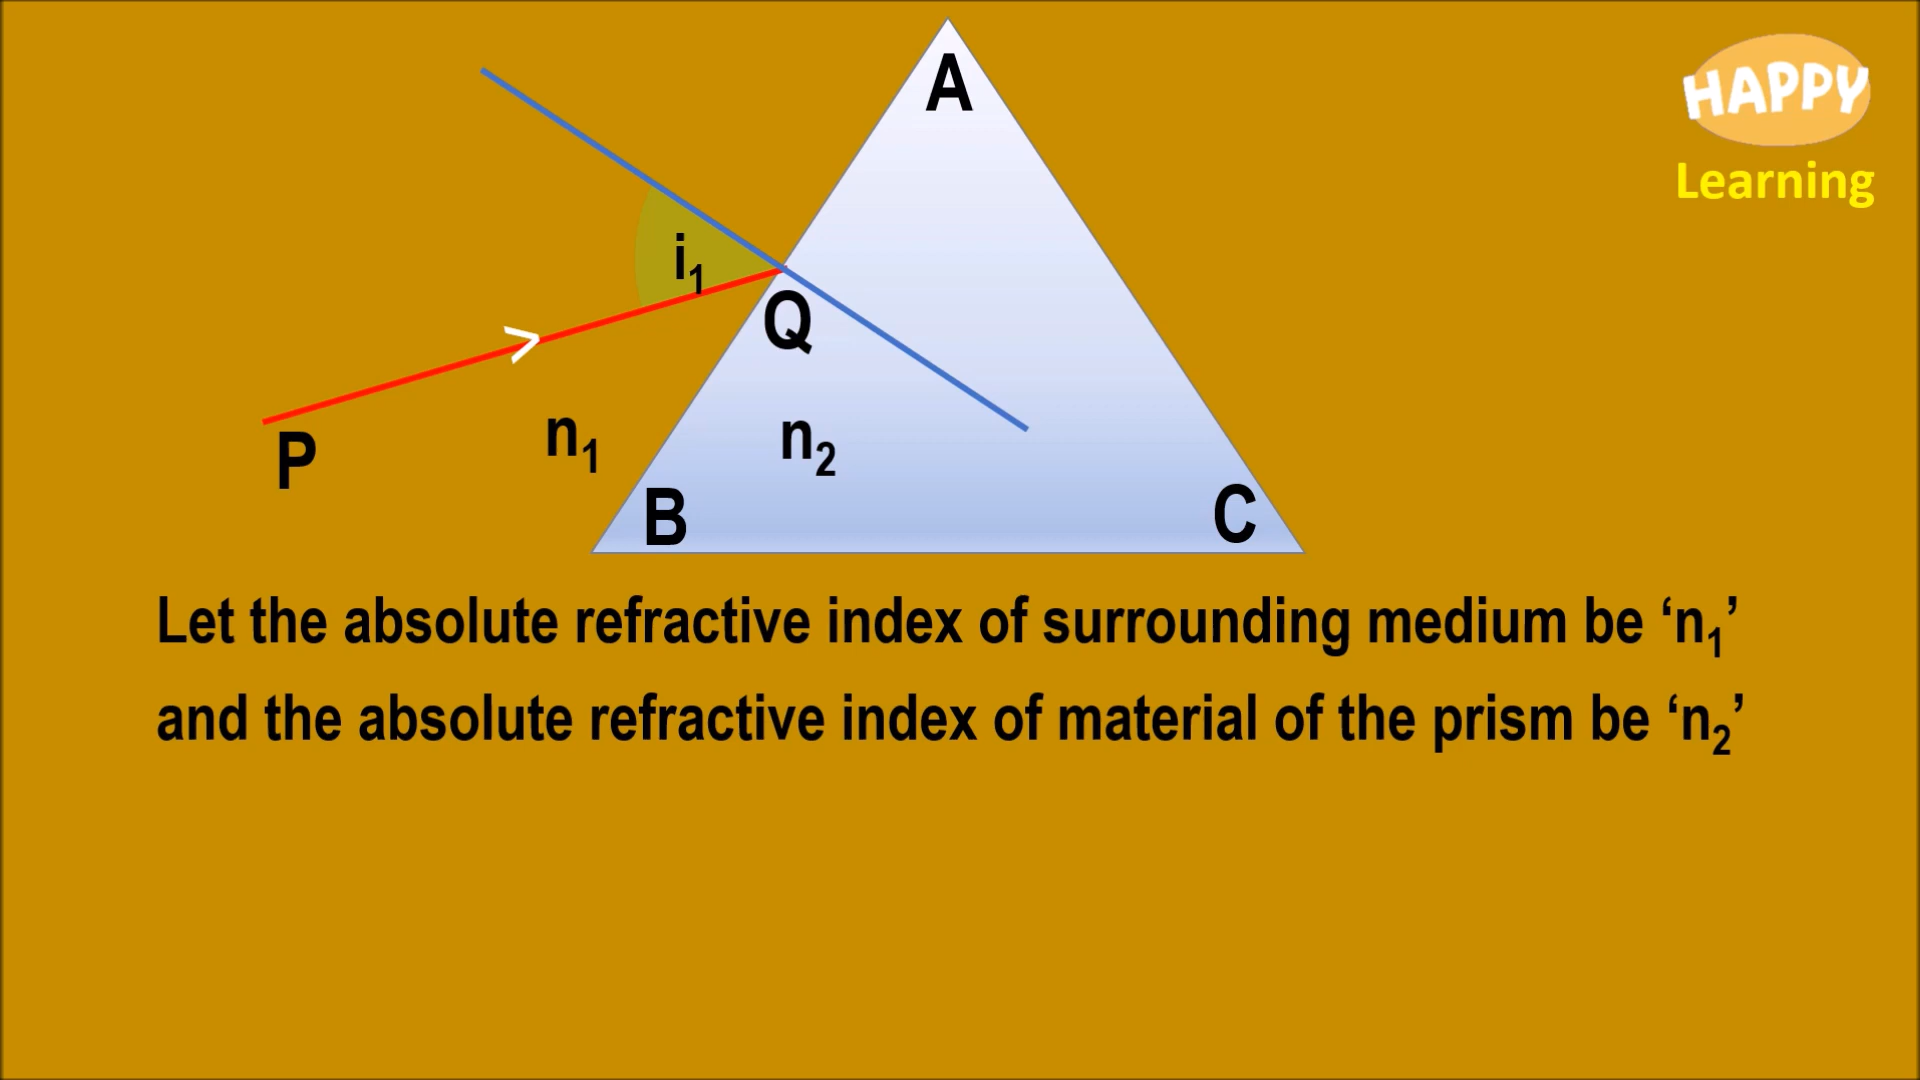 A
HAPPY
Learning
i₁
Q
P
n₁
n₂
B
C
Let the absolute refractive index of surrounding medium be ‘n₁’
and the absolute refractive index of material of the prism be ‘n₂’